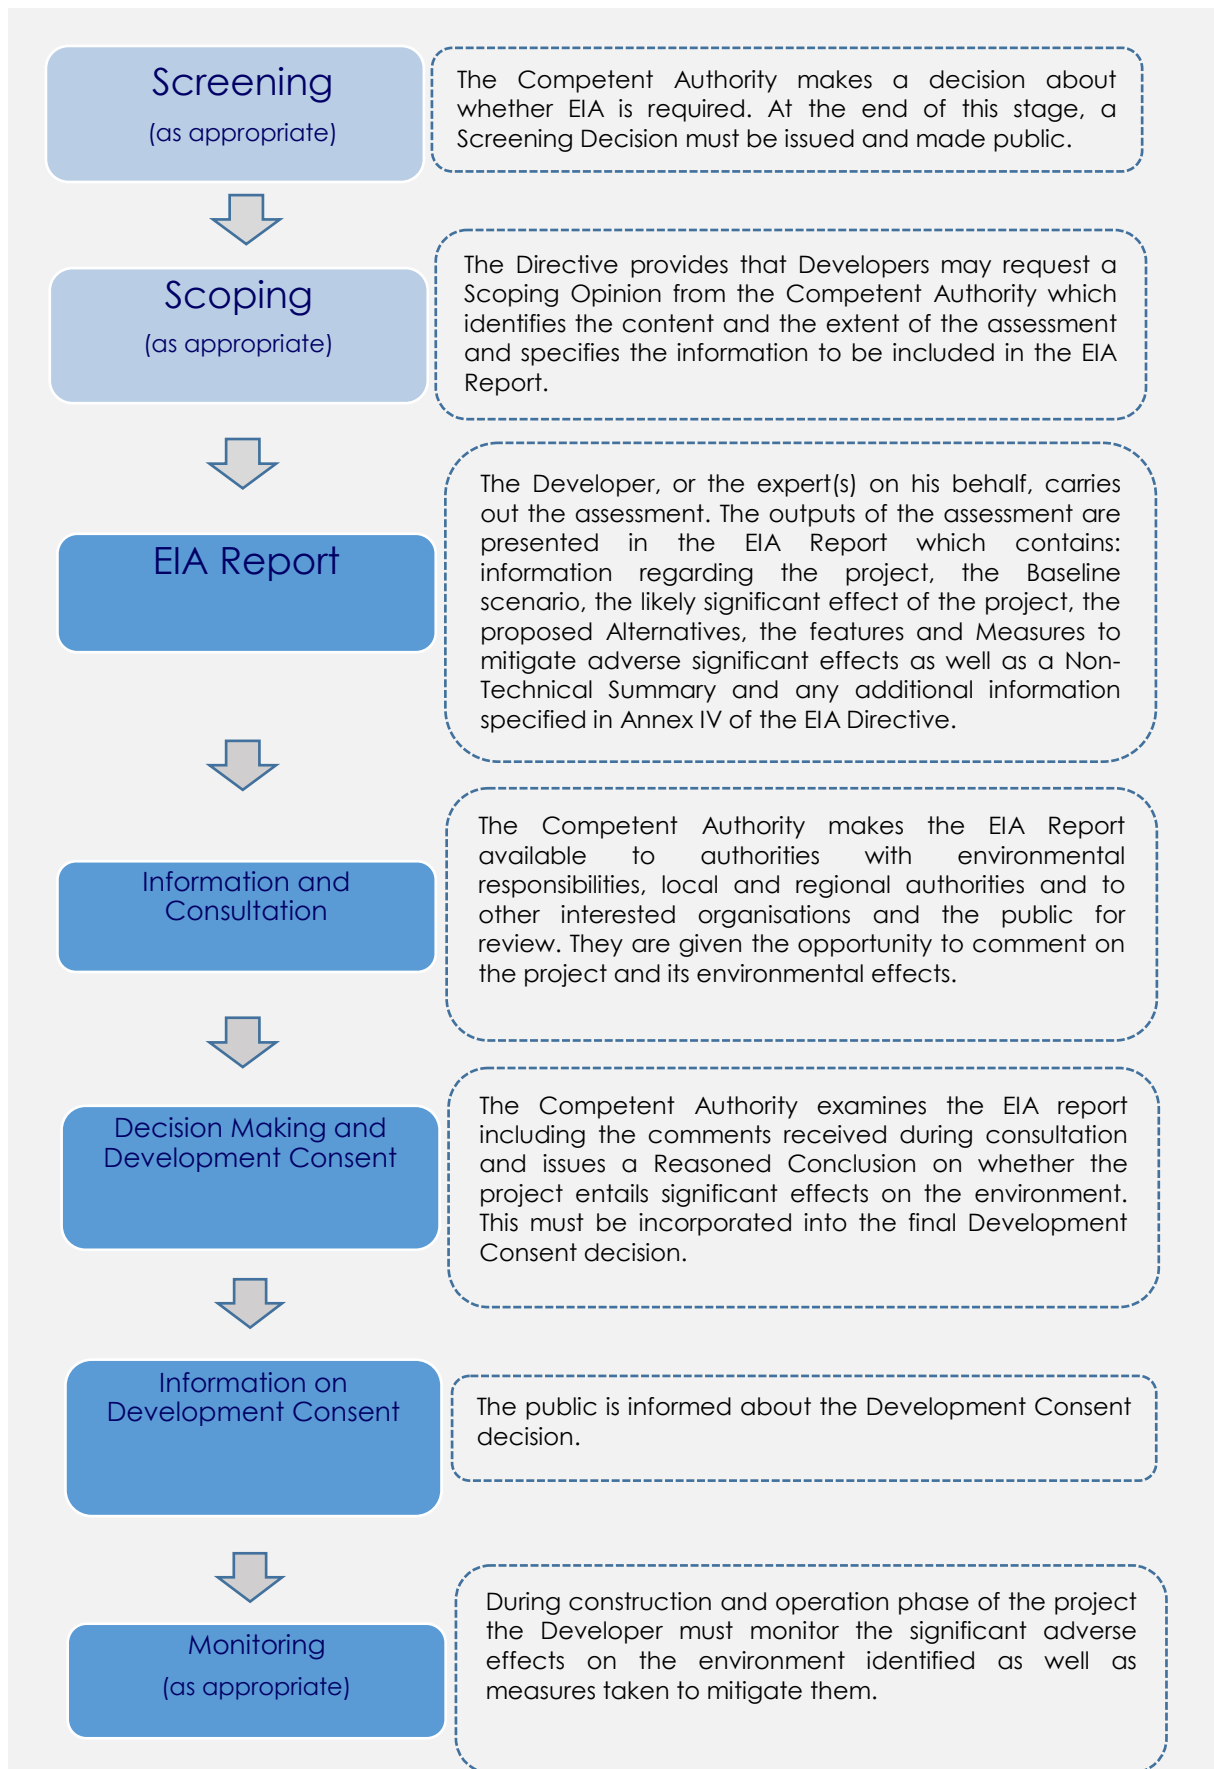 Screening
(as appropriate)
The Competent Authority makes a decision about
whether EIA is required. At the end of this stage, a
Screening Decision must be issued and made public.
Scoping
(as appropriate)
The Directive provides that Developers may request a
Scoping Opinion from the Competent Authority which
identifies the content and the extent of the assessment
and specifies the information to be included in the EIA
Report.
EIA Report
The Developer, or the expert(s) on his behalf, carries
out the assessment. The outputs of the assessment are
presented in the EIA Report which contains:
information regarding the project, the Baseline
scenario, the likely significant effect of the project, the
proposed Alternatives, the features and Measures to
mitigate adverse significant effects as well as a Non-
Technical Summary and any additional information
specified in Annex IV of the EIA Directive.
Information and
Consultation
The Competent Authority makes the EIA Report
available to authorities with environmental
responsibilities, local and regional authorities and to
other interested organisations and the public for
review. They are given the opportunity to comment on
the project and its environmental effects.
Decision Making and
Development Consent
The Competent Authority examines the EIA report
including the comments received during consultation
and issues a Reasoned Conclusion on whether the
project entails significant effects on the environment.
This must be incorporated into the final Development
Consent decision.
Information on
Development Consent
The public is informed about the Development Consent
decision.
Monitoring
(as appropriate)
During construction and operation phase of the project
the Developer must monitor the significant adverse
effects on the environment identified as well as
measures taken to mitigate them.